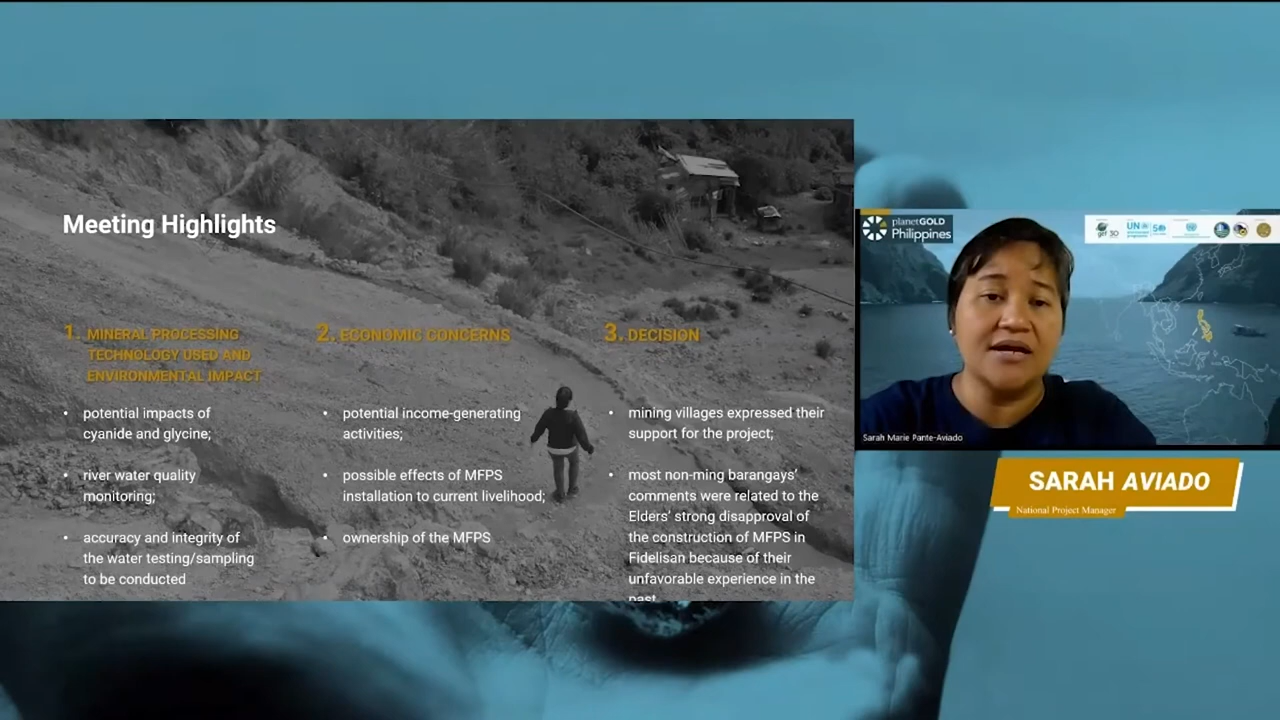 Meeting Highlights
1. MINERAL PROCESSING
TECHNOLOGY USED AND
ENVIRONMENTAL IMPACT
potential impacts of
cyanide and glycine;
river water quality
monitoring;
accuracy and integrity of
the water testing/sampling
to be conducted
2. ECONOMIC CONCERNS
potential income-generating
activities;
possible effects of MFPS
installation to current livelihood;
ownership of the MFPS
3. DECISION
mining villages expressed their
support for the project;
most non-ming barangays'
comments were related to the
Elders' strong disapproval of
the construction of MFPS in
Fidelisan because of their
unfavorable experience in the
past
planetGOLD
Philippines
gef 30
UN
50
Sarah Marie Pante-Aviado
SARAH AVIADO
National Project Manager